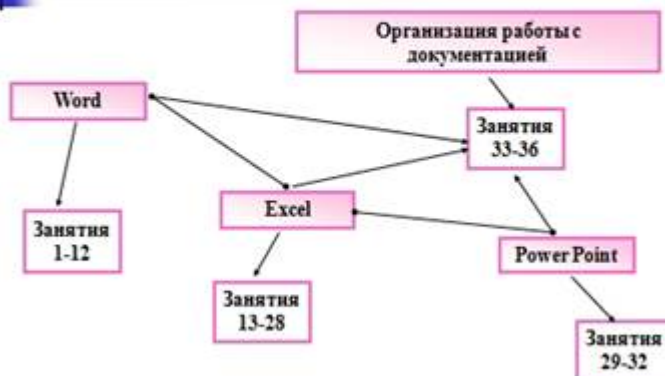 Организация работы с
документацией
Word
Занятия
33-36
Excel
Занятия
1-12
Power Point
Занятия
13-28
Занятия
29-32